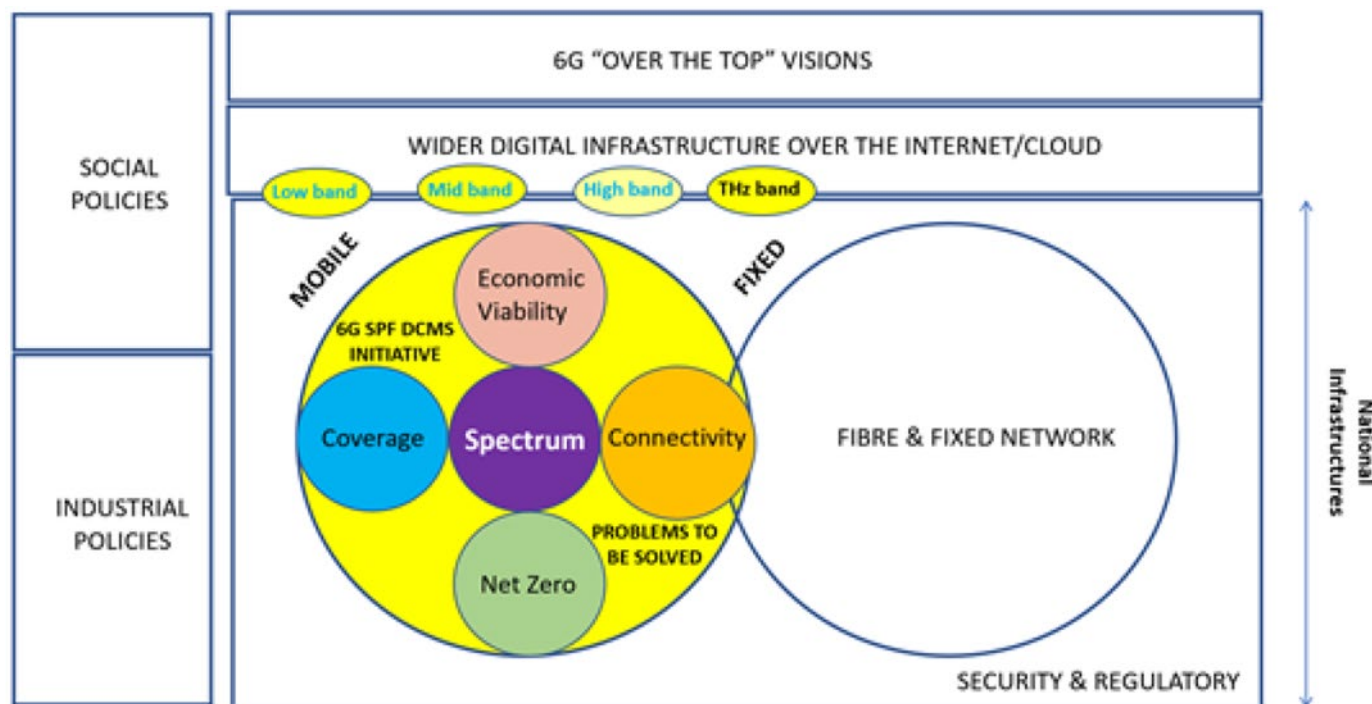 6G “OVER THE TOP” VISIONS
WIDER DIGITAL INFRASTRUCTURE OVER THE INTERNET/CLOUD
SOCIAL
POLICIES
Low band
Mid band
High band
THz band
MOBILE
FIXED
Economic
Viability
6G SPF DCMS
INITIATIVE
Coverage
Spectrum
Connectivity
FIBRE & FIXED NETWORK
National
Infrastructures
INDUSTRIAL
POLICIES
PROBLEMS TO
BE SOLVED
Net Zero
SECURITY & REGULATORY